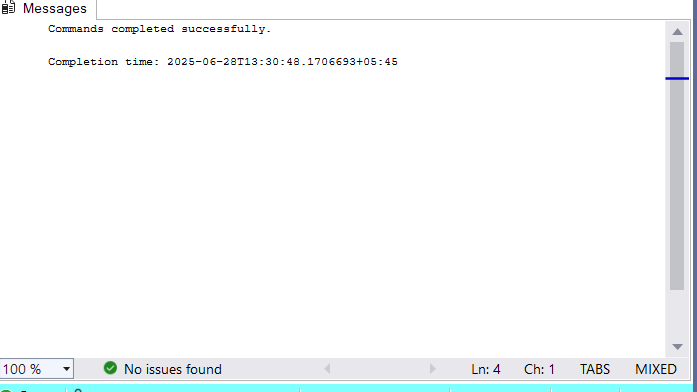 Messages
Commands completed successfully.
Completion time: 2025-06-28T13:30:48.1706693+05:45
100 %
No issues found
Ln: 4
Ch: 1
TABS
MIXED